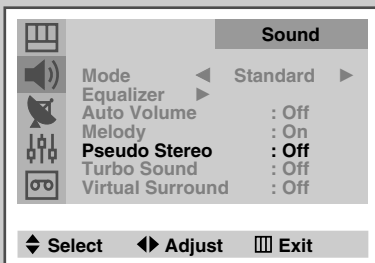 Sound
Mode ◀ Standard ▶
Equalizer ▶
Auto Volume : Off
Melody : On
Pseudo Stereo : Off
Turbo Sound : Off
Virtual Surround : Off
Select Adjust Exit